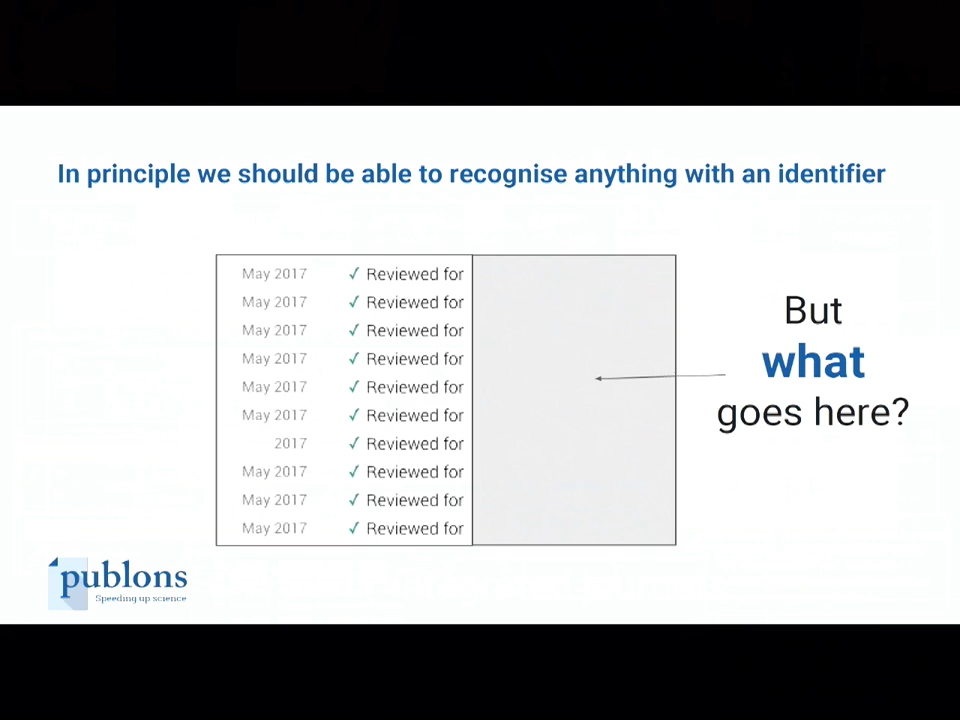 In principle we should be able to recognise anything with an identifier
May 2017 ✓ Reviewed for
May 2017 ✓ Reviewed for
May 2017 ✓ Reviewed for
May 2017 ✓ Reviewed for
May 2017 ✓ Reviewed for
May 2017 ✓ Reviewed for
2017 ✓ Reviewed for
May 2017 ✓ Reviewed for
May 2017 ✓ Reviewed for
May 2017 ✓ Reviewed for
But
what
goes here?
publons
Speeding up science